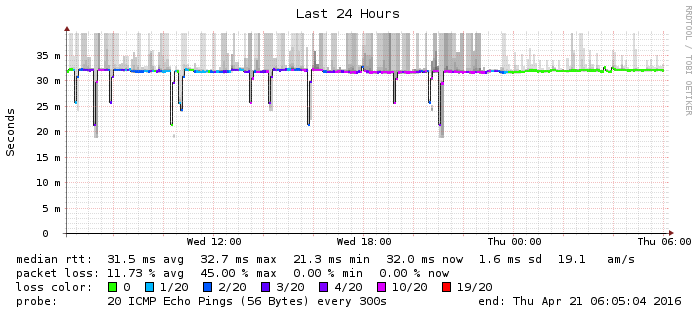 Last 24 Hours
RRDTOOL / TOBI OETIKER
Seconds
35 m
30 m
25 m
20 m
15 m
10 m
5 m
0
Wed 12:00 Wed 18:00 Thu 00:00 Thu 06:00
median rtt: 31.5 ms avg 32.7 ms max 21.3 ms min 32.0 ms now 1.6 ms sd 19.1 am/s
packet loss: 11.73 % avg 45.00 % max 0.00 % min 0.00 % now
loss color: 0 1/20 2/20 3/20 4/20 10/20 19/20
probe: 20 ICMP Echo Pings (56 Bytes) every 300s end: Thu Apr 21 06:05:04 2016